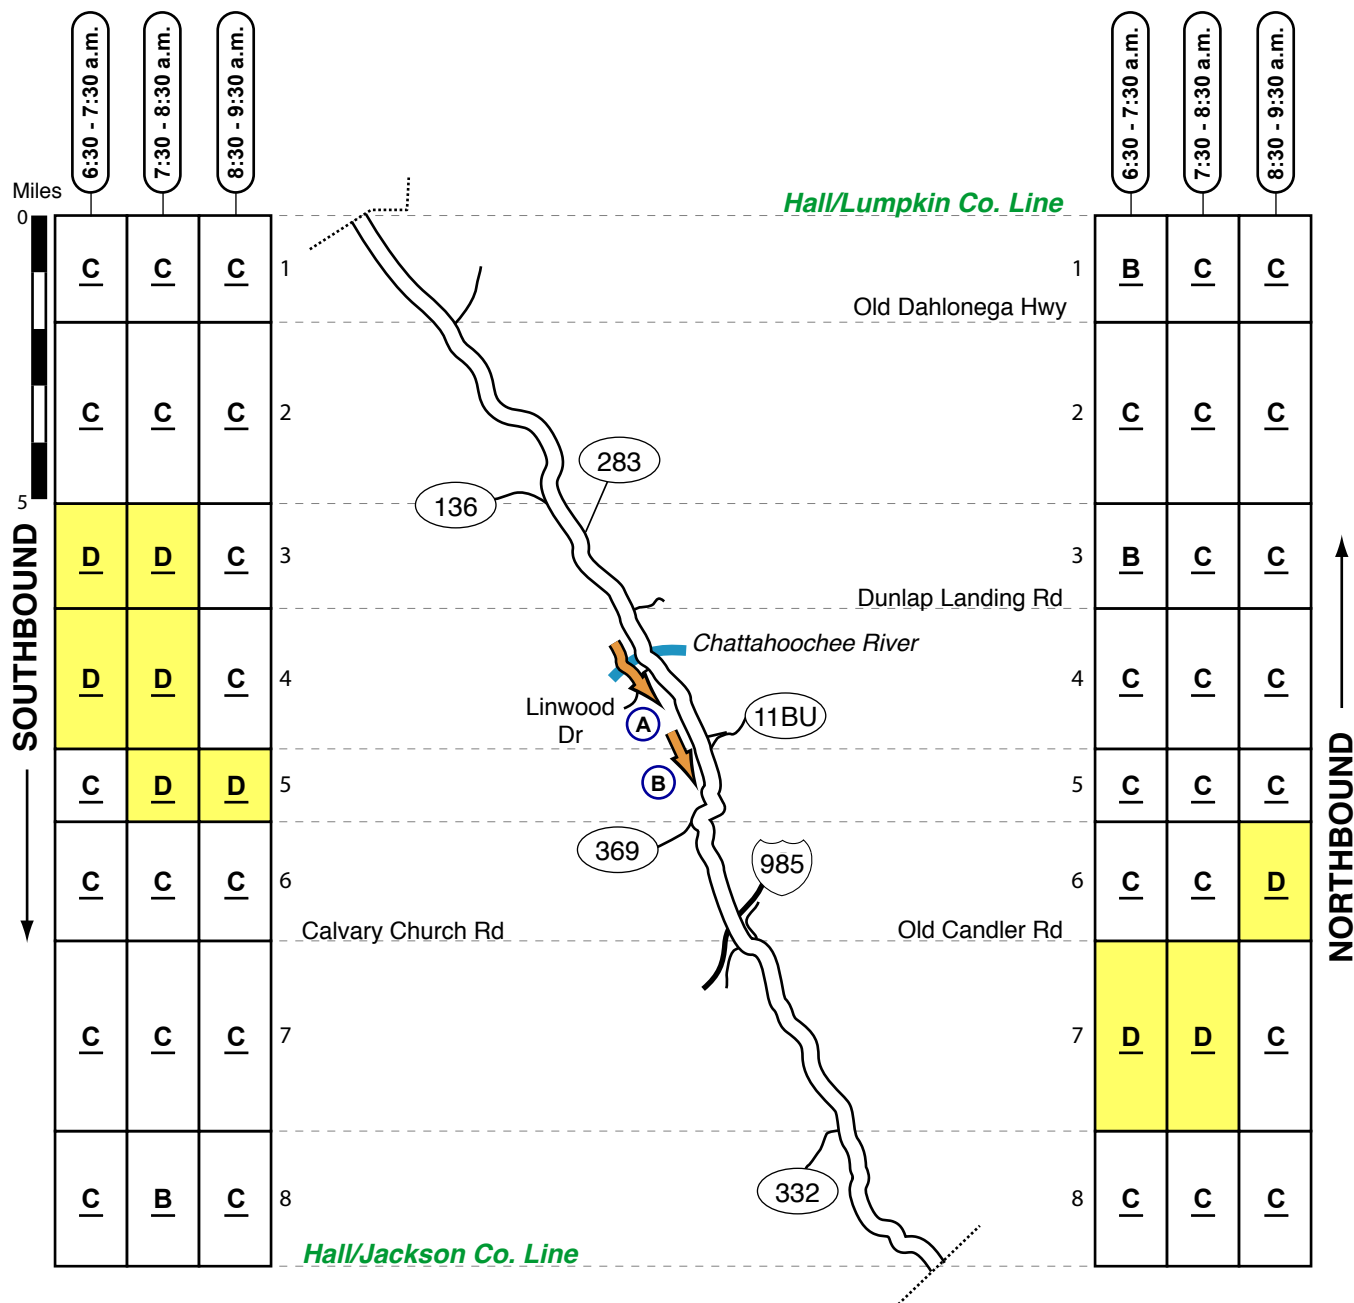 6:30 - 7:30 a.m.
7:30 - 8:30 a.m.
8:30 - 9:30 a.m.
6:30 - 7:30 a.m.
7:30 - 8:30 a.m.
8:30 - 9:30 a.m.
Miles
0
Hall/Lumpkin Co. Line
C C C 1
1 B C C
Old Dahlonega Hwy
C C C 2
2 C C C
283
136
5
D D C 3
3 B C C
Dunlap Landing Rd
SOUTHBOUND
Chattahoochee River
D D C 4
4 C C C
Linwood
Dr
A
11BU
C D D 5
B
5 C C C
NORTHBOUND
369
985
C C C 6
6 C C D
Calvary Church Rd
Old Candler Rd
C C C 7
7 D D C
332
C B C 8
8 C C C
Hall/Jackson Co. Line